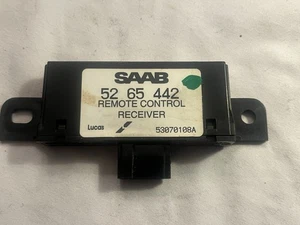 SAAB
52 65 442
REMOTE CONTROL
RECEIVER
Lucas 53070108A